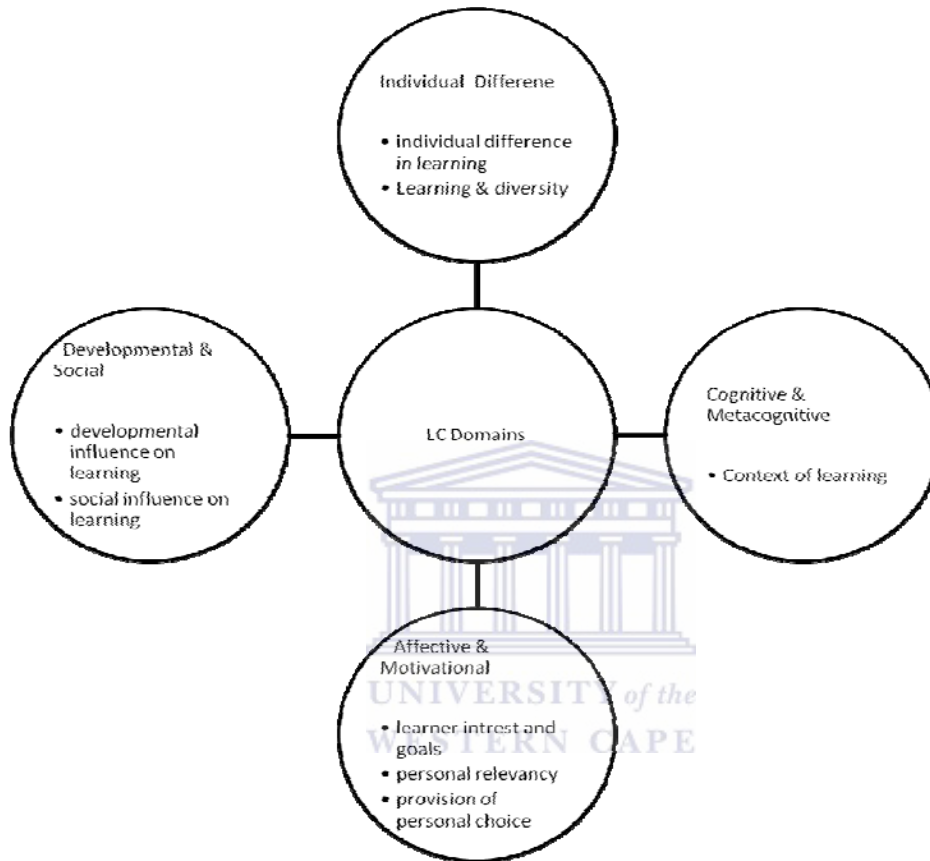 Individual Differene
• individual difference
in learning
• Learning & diversity
Developmental &
Social
• developmental
influence on
learning
• social influence on
learning
LC Domains
Cognitive &
Metacognitive
• Context of learning
Affective &
Motivational
• learner intrest and
goals
• personal relevancy
• provision of
personal choice
UNIVERSITY of the
WESTERN CAPE